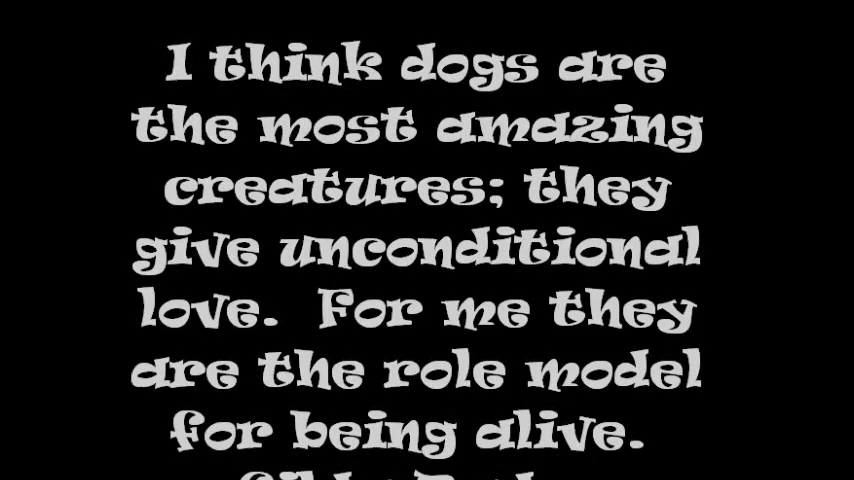 I think dogs are
the most amazing
creatures; they
give unconditional
love.  For me they
are the role model
for being alive.